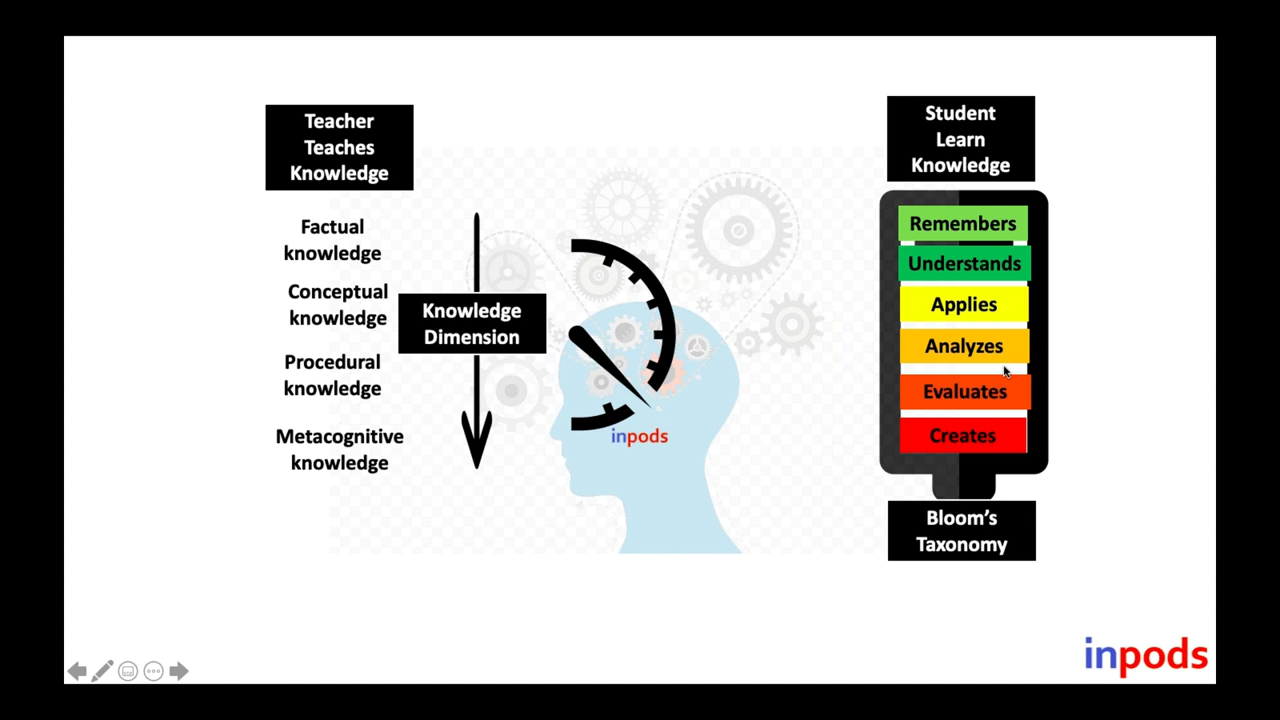 Teacher
Teaches
Knowledge
Factual
knowledge
Conceptual
knowledge
Procedural
knowledge
Metacognitive
knowledge
Knowledge
Dimension
inpods
Student
Learn
Knowledge
Remembers
Understands
Applies
Analyzes
Evaluates
Creates
Bloom’s
Taxonomy
inpods